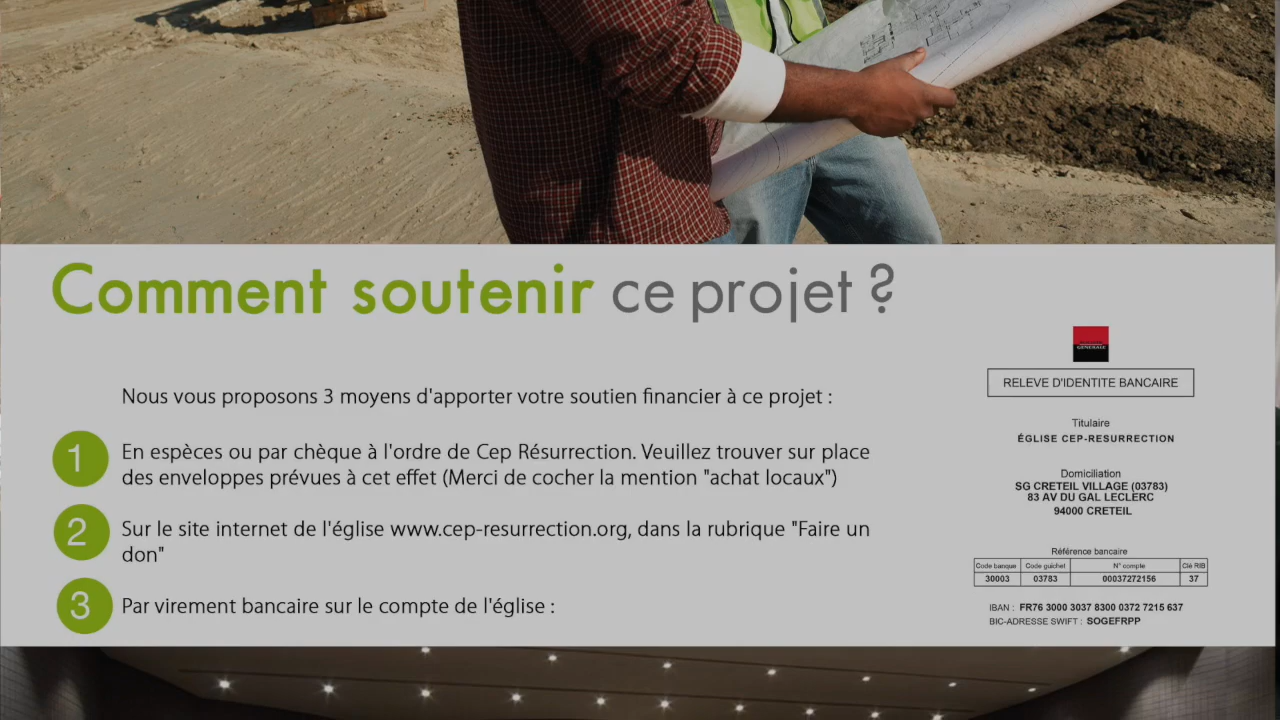 Comment soutenir ce projet ?
Nous vous proposons 3 moyens d'apporter votre soutien financier à ce projet :
1
En espèces ou par chèque à l'ordre de Cep Résurrection. Veuillez trouver sur place
des enveloppes prévues à cet effet (Merci de cocher la mention "achat locaux")
2
Sur le site internet de l'église www.cep-resurrection.org, dans la rubrique "Faire un
don"
3
Par virement bancaire sur le compte de l'église :
GENERALE
RELEVE D'IDENTITE BANCAIRE
Titulaire
ÉGLISE CEP-RESURRECTION
Domiciliation
SG CRETEIL VILLAGE (03783)
83 AV DU GAL LECLERC
94000 CRETEIL
Référence bancaire
Code banque Code guichet N° compte Clé RIB
30003 03783 00037272156 37
IBAN : FR76 3000 3037 8300 0372 7215 637
BIC-ADRESSE SWIFT : SOGEFRPP